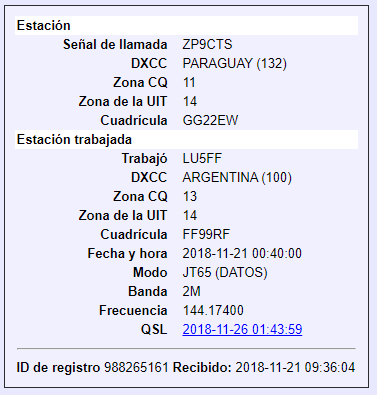 Estación
Señal de llamada ZP9CTS
DXCC PARAGUAY (132)
Zona CQ 11
Zona de la UIT 14
Cuadrícula GG22EW
Estación trabajada
Trabajó LU5FF
DXCC ARGENTINA (100)
Zona CQ 13
Zona de la UIT 14
Cuadrícula FF99RF
Fecha y hora 2018-11-21 00:40:00
Modo JT65 (DATOS)
Banda 2M
Frecuencia 144.17400
QSL 2018-11-26 01:43:59
ID de registro 988265161 Recibido: 2018-11-21 09:36:04